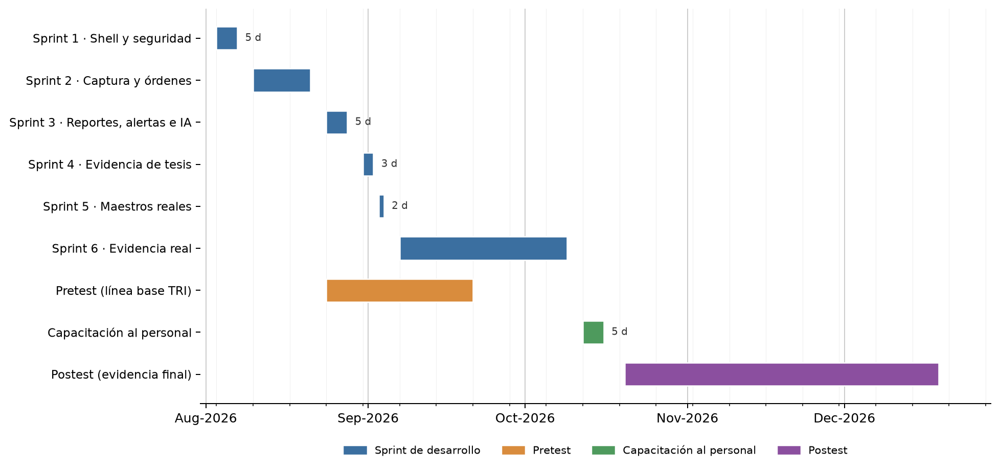 Sprint 1 · Shell y seguridad
5 d
Sprint 2 · Captura y órdenes
Sprint 3 · Reportes, alertas e IA
5 d
Sprint 4 · Evidencia de tesis
3 d
Sprint 5 · Maestros reales
2 d
Sprint 6 · Evidencia real
Pretest (línea base TRI)
Capacitación al personal
5 d
Postest (evidencia final)
Aug-2026 Sep-2026 Oct-2026 Nov-2026 Dec-2026
Sprint de desarrollo Pretest Capacitación al personal Postest